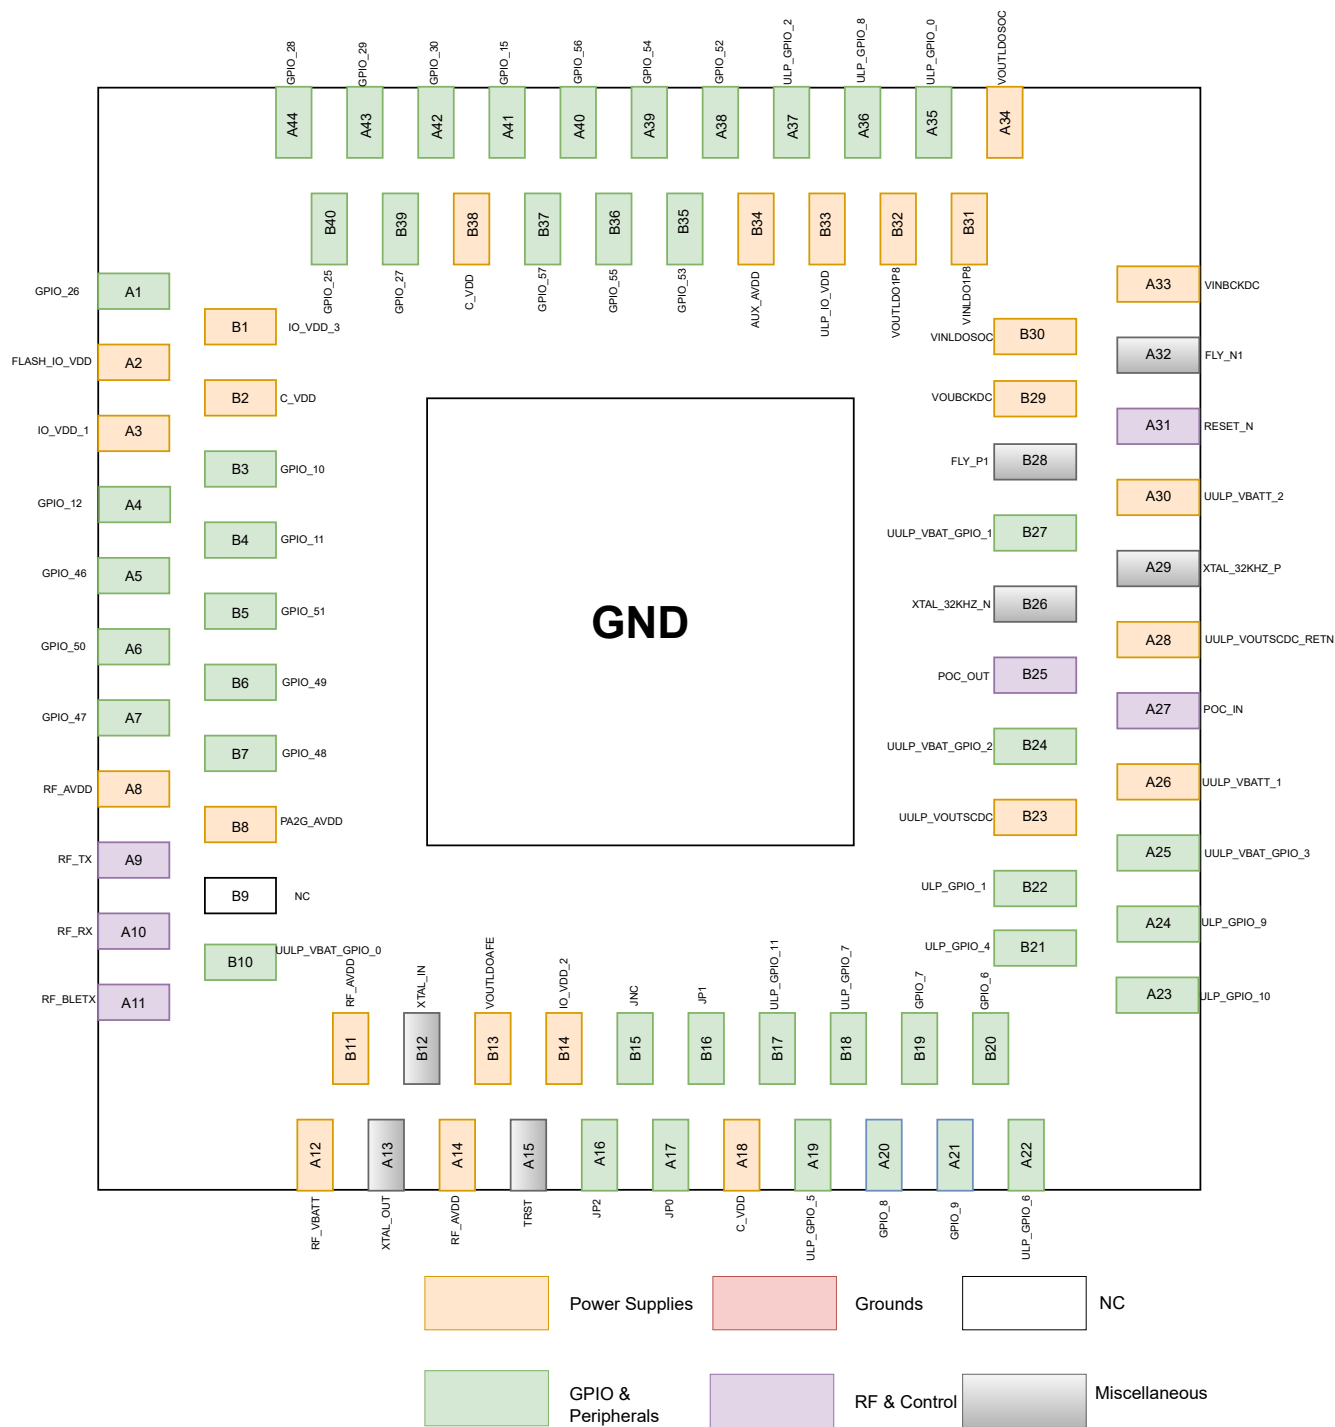 GPIO_28
GPIO_29
GPIO_30
GPIO_15
GPIO_56
GPIO_54
GPIO_52
ULP_GPIO_2
ULP_GPIO_8
ULP_GPIO_0
VOUTLDOSOC
A44
A43
A42
A41
A40
A39
A38
A37
A36
A35
A34
B40
B39
B38
B37
B36
B35
B34
B33
B32
B31
GPIO_25
GPIO_27
C_VDD
GPIO_57
GPIO_55
GPIO_53
AUX_AVDD
ULP_IO_VDD
VOUTLDO1P8
VINLDO1P8
GPIO_26 A1
FLASH_IO_VDD A2
IO_VDD_1 A3
GPIO_12 A4
GPIO_46 A5
GPIO_50 A6
GPIO_47 A7
RF_AVDD A8
RF_TX A9
RF_RX A10
RF_BLETX A11
B1 IO_VDD_3
B2 C_VDD
B3 GPIO_10
B4 GPIO_11
B5 GPIO_51
B6 GPIO_49
B7 GPIO_48
B8 PA2G_AVDD
B9 NC
B10 UULP_VBAT_GPIO_0
GND
VINLDOSOC B30
VOUBCKDC B29
FLY_P1 B28
UULP_VBAT_GPIO_1 B27
XTAL_32KHZ_N B26
POC_OUT B25
UULP_VBAT_GPIO_2 B24
UULP_VOUTSCDC B23
ULP_GPIO_1 B22
ULP_GPIO_4 B21
A33 VINBCKDC
A32 FLY_N1
A31 RESET_N
A30 UULP_VBATT_2
A29 XTAL_32KHZ_P
A28 UULP_VOUTSCDC_RETN
A27 POC_IN
A26 UULP_VBATT_1
A25 UULP_VBAT_GPIO_3
A24 ULP_GPIO_9
A23 ULP_GPIO_10
RF_AVDD
XTAL_IN
VOUTLDOAFE
IO_VDD_2
JNC
JP1
ULP_GPIO_11
ULP_GPIO_7
GPIO_7
GPIO_6
B11
B12
B13
B14
B15
B16
B17
B18
B19
B20
A12
A13
A14
A15
A16
A17
A18
A19
A20
A21
A22
RF_VBATT
XTAL_OUT
RF_AVDD
TRST
JP2
JP0
C_VDD
ULP_GPIO_5
GPIO_8
GPIO_9
ULP_GPIO_6
Power Supplies
Grounds
NC
GPIO &
Peripherals
RF & Control
Miscellaneous